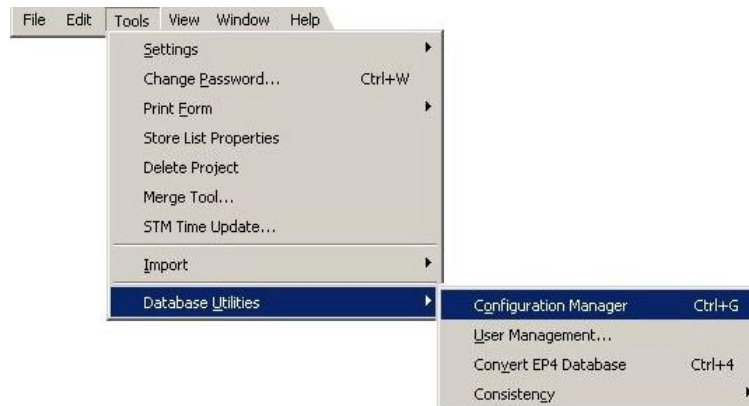 File Edit Tools View Window Help
Settings
Change Password... Ctrl+W
Print Form
Store List Properties
Delete Project
Merge Tool...
STM Time Update...
Import
Database Utilities
Configuration Manager Ctrl+G
User Management...
Convert EP4 Database Ctrl+4
Consistency